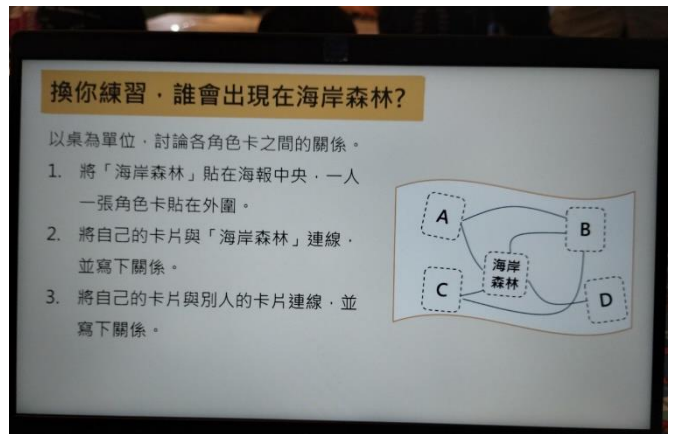 換你練習，誰會出現在海岸森林?
以桌為單位，討論各角色卡之間的關係。
1. 將「海岸森林」貼在海報中央，一人
一張角色卡貼在外圍。
2. 將自己的卡片與「海岸森林」連線，
並寫下關係。
3. 將自己的卡片與別人的卡片連線，並
寫下關係。
A
B
海岸
森林
C
D